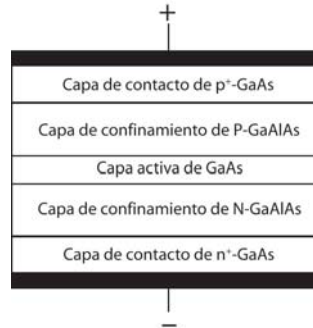 +
Capa de contacto de p⁺-GaAs
Capa de confinamiento de P-GaAlAs
Capa activa de GaAs
Capa de confinamiento de N-GaAlAs
Capa de contacto de n⁺-GaAs
−